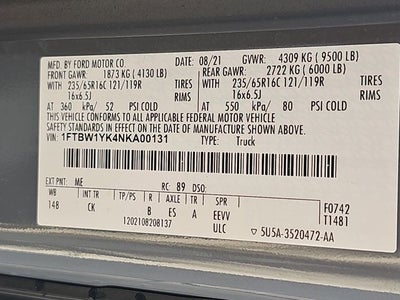 MFD. BY FORD MOTOR CO. 08/21 GVWR: 4309 KG (9500 LB)
FRONT GAWR: 1873 KG (4130 LB) REAR GAWR: 2722 KG (6000 LB)
WITH 235/65R16C 121/119R TIRES WITH 235/65R16C 121/119R TIRES
16x6.5J RIMS 16x6.5J RIMS
AT 360 kPa/ 52 PSI COLD AT 550 kPa/ 80 PSI COLD
THIS VEHICLE CONFORMS TO ALL APPLICABLE FEDERAL MOTOR VEHICLE
SAFETY STANDARDS IN EFFECT ON THE DATE OF MANUFACTURE SHOWN ABOVE.
VIN: 1FTBW1YK4NKA00131 TYPE: Truck
EXT PNT: ME RC: 89 DSO:
WB INT TR TP/PS R AXLE TR SPR F0742
148 CK B ES A EEVV T1481
1202108208137 ULC 5U5A-3520472-AA